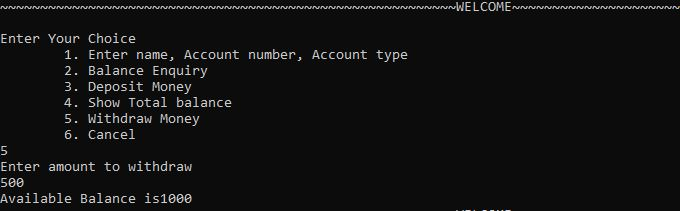 ~~~~~~~~~~~~~~~~~~~~~~~~~~~~~~~~~~~~~~~~~~~~~~~~~~~~~~~~~WELCOME~~~~~~~~~~~~~~~~~~~~~
Enter Your Choice
1. Enter name, Account number, Account type
2. Balance Enquiry
3. Deposit Money
4. Show Total balance
5. Withdraw Money
6. Cancel
5
Enter amount to withdraw
500
Available Balance is1000